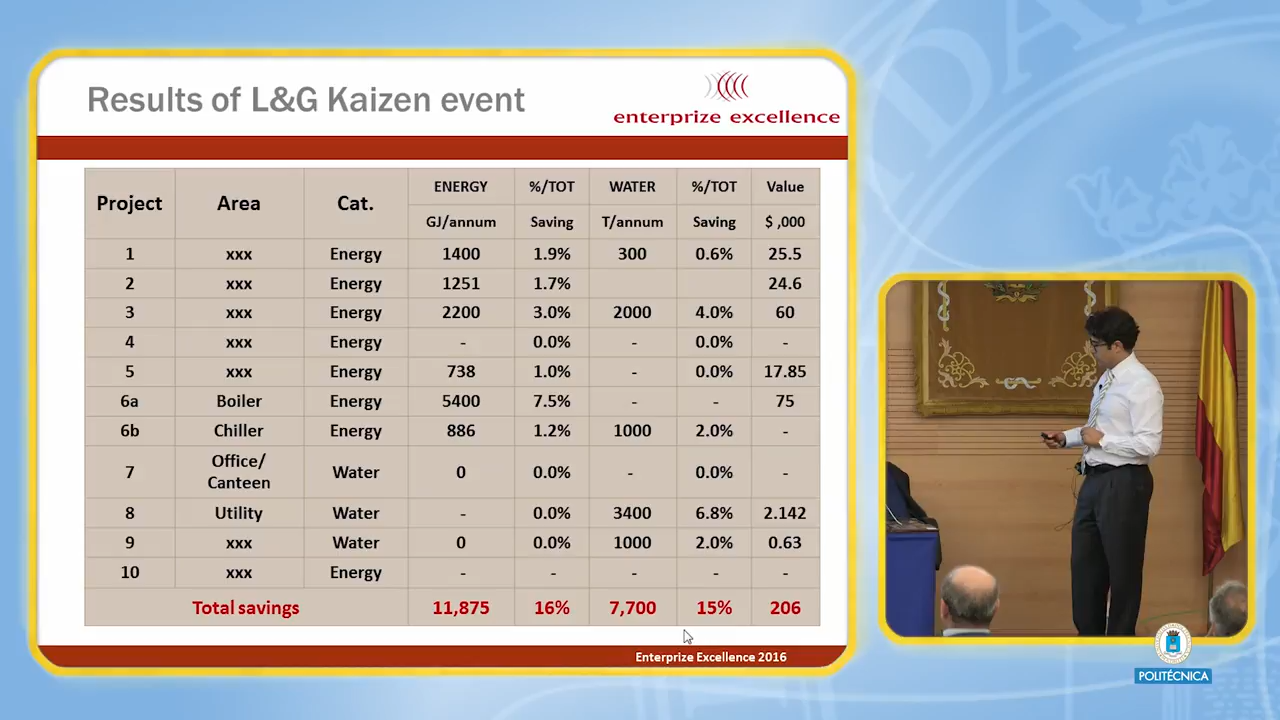 Results of L&G Kaizen event
enterprize excellence
Project Area Cat. ENERGY %/TOT WATER %/TOT Value
GJ/annum Saving T/annum Saving $ ,000
1 xxx Energy 1400 1.9% 300 0.6% 25.5
2 xxx Energy 1251 1.7% 24.6
3 xxx Energy 2200 3.0% 2000 4.0% 60
4 xxx Energy - 0.0% - 0.0% -
5 xxx Energy 738 1.0% - 0.0% 17.85
6a Boiler Energy 5400 7.5% - - 75
6b Chiller Energy 886 1.2% 1000 2.0% -
7 Office/ Canteen Water 0 0.0% - 0.0% -
8 Utility Water - 0.0% 3400 6.8% 2.142
9 xxx Water 0 0.0% 1000 2.0% 0.63
10 xxx Energy - - - - -
Total savings 11,875 16% 7,700 15% 206
Enterprize Excellence 2016
POLITÉCNICA